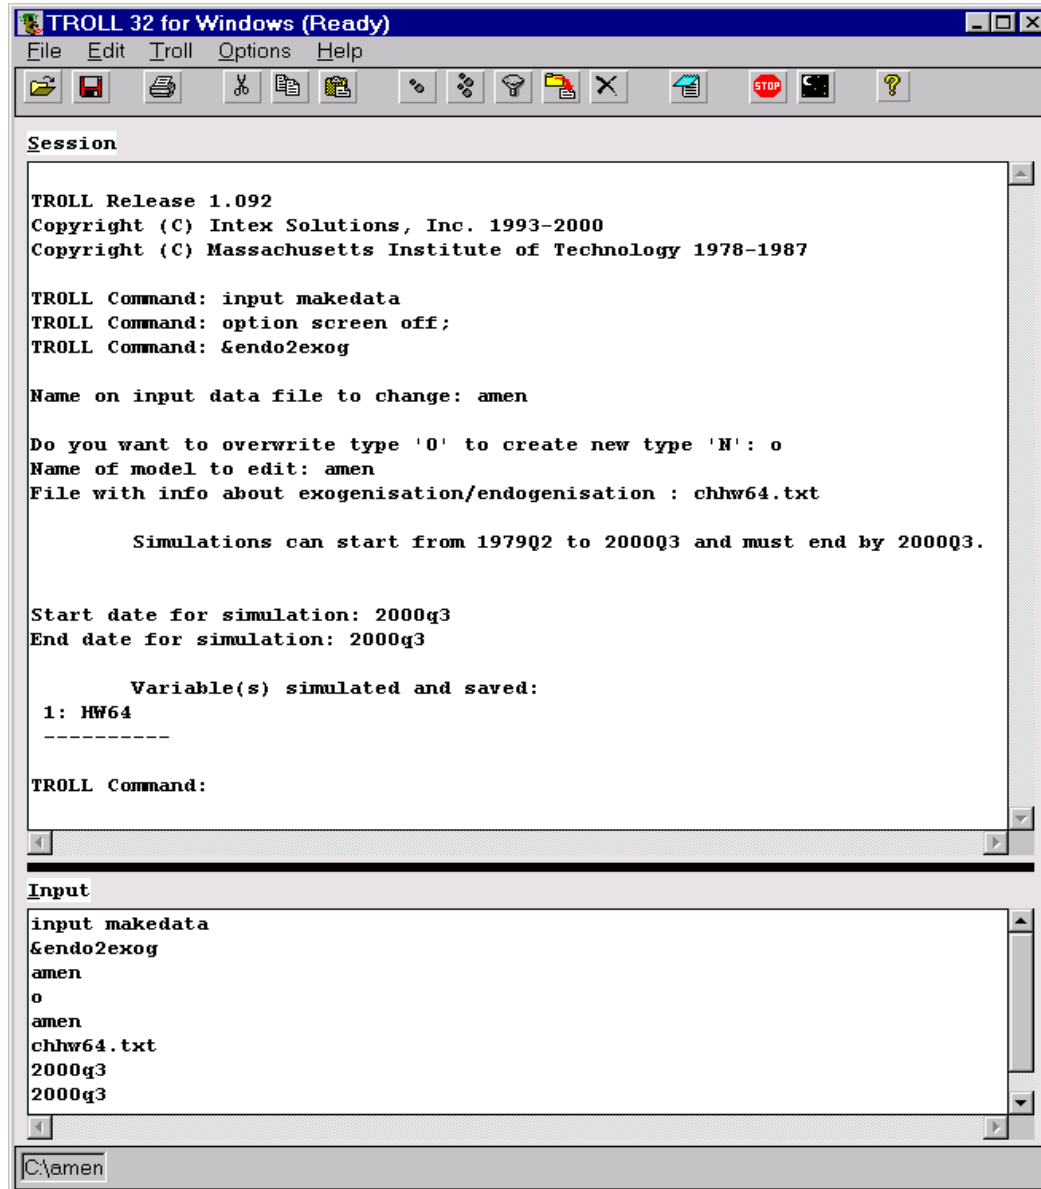 TROLL 32 for Windows (Ready)
File Edit Troll Options Help
STOP
Session
TROLL Release 1.092
Copyright (C) Intex Solutions, Inc. 1993-2000
Copyright (C) Massachusetts Institute of Technology 1978-1987
TROLL Command: input makedata
TROLL Command: option screen off;
TROLL Command: &endo2exog
Name on input data file to change: amen
Do you want to overwrite type 'O' to create new type 'N': o
Name of model to edit: amen
File with info about exogenisation/endogenisation : chhw64.txt
Simulations can start from 1979Q2 to 2000Q3 and must end by 2000Q3.
Start date for simulation: 2000q3
End date for simulation: 2000q3
Variable(s) simulated and saved:
1: HW64
----------
TROLL Command:
Input
input makedata
&endo2exog
amen
o
amen
chhw64.txt
2000q3
2000q3
C:\amen